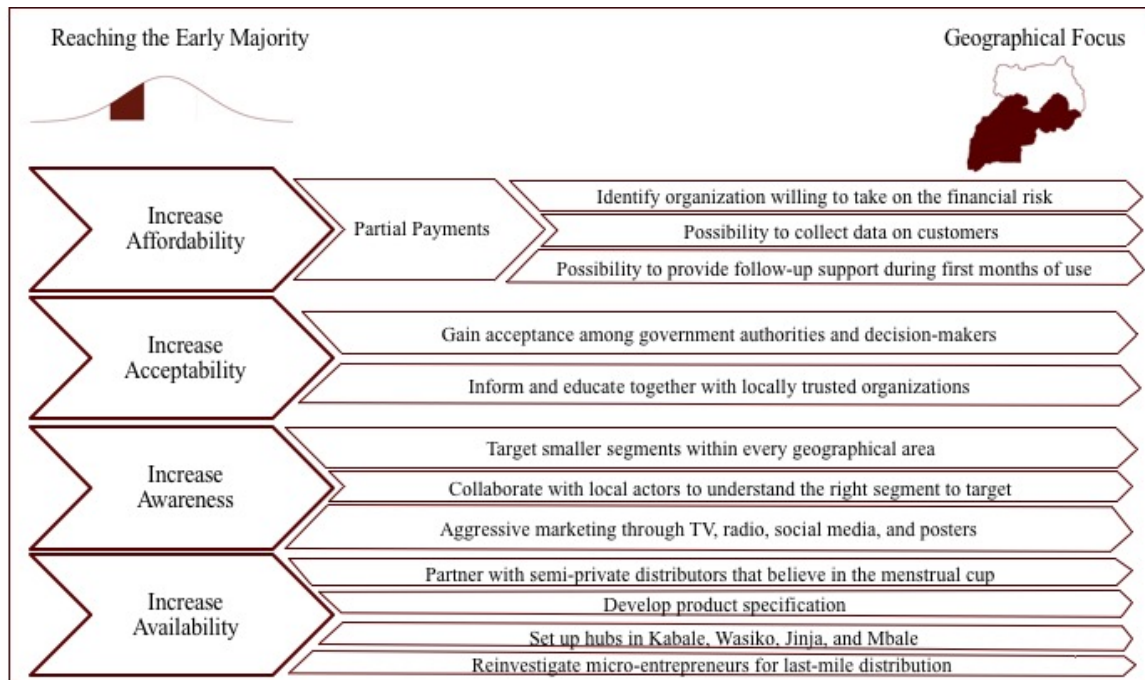 Reaching the Early Majority
Geographical Focus
Increase
Affordability
Partial Payments
Identify organization willing to take on the financial risk
Possibility to collect data on customers
Possibility to provide follow-up support during first months of use
Increase
Acceptability
Gain acceptance among government authorities and decision-makers
Inform and educate together with locally trusted organizations
Increase
Awareness
Target smaller segments within every geographical area
Collaborate with local actors to understand the right segment to target
Aggressive marketing through TV, radio, social media, and posters
Increase
Availability
Partner with semi-private distributors that believe in the menstrual cup
Develop product specification
Set up hubs in Kabale, Wasiko, Jinja, and Mbale
Reinvestigate micro-entrepreneurs for last-mile distribution